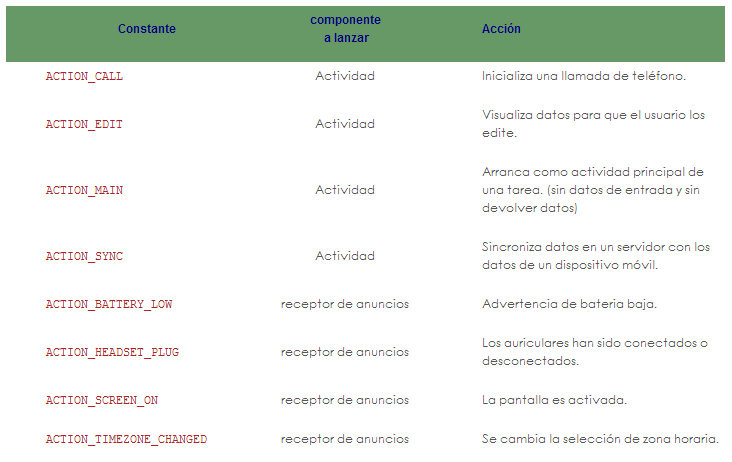 Constante componente a lanzar Acción
ACTION_CALL Actividad Inicializa una llamada de teléfono.
ACTION_EDIT Actividad Visualiza datos para que el usuario los
edite.
ACTION_MAIN Actividad Arranca como actividad principal de
una tarea. (sin datos de entrada y sin
devolver datos)
ACTION_SYNC Actividad Sincroniza datos en un servidor con los
datos de un dispositivo móvil.
ACTION_BATTERY_LOW receptor de anuncios Advertencia de bateria baja.
ACTION_HEADSET_PLUG receptor de anuncios Los auriculares han sido conectados o
desconectados.
ACTION_SCREEN_ON receptor de anuncios La pantalla es activada.
ACTION_TIMEZONE_CHANGED receptor de anuncios Se cambia la selección de zona horaria.